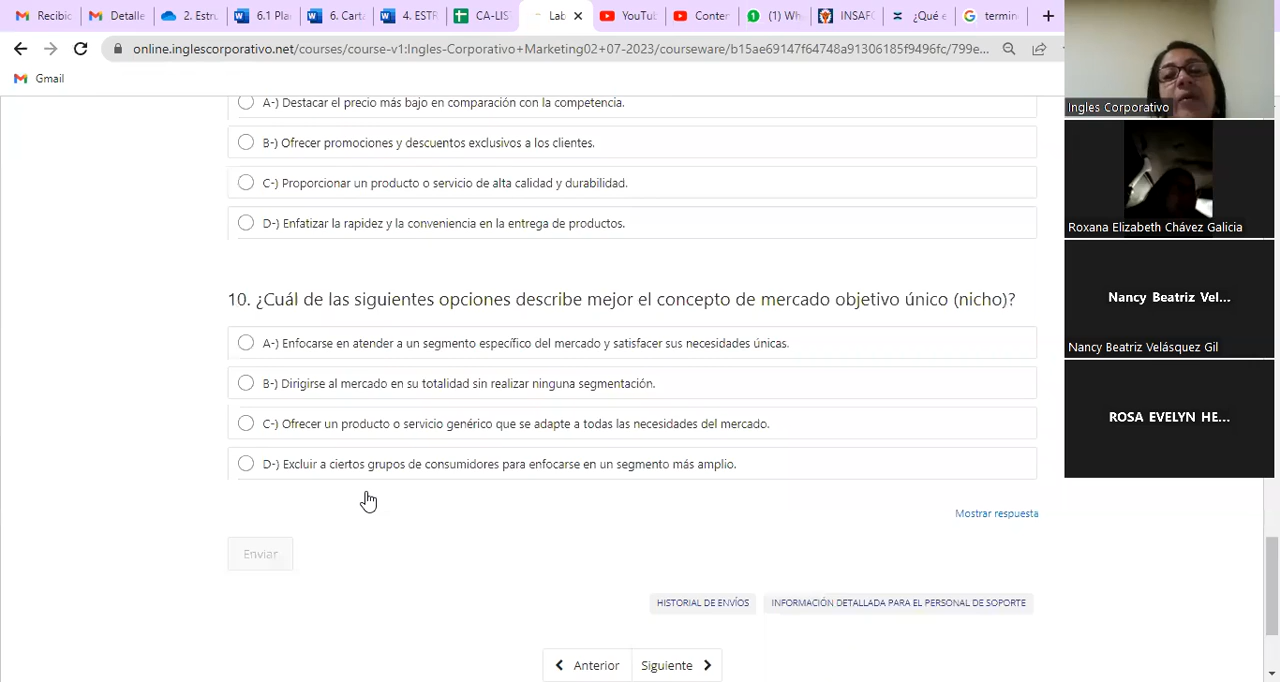 Recibic
Detalle
2. Estru
6.1 Pla
6. Carta
4. ESTR
CA-LIS
Lab
YouTub
Conter
(1) Wh
INSAFC
¿Qué e
termin
online.inglescorporativo.net/courses/course-v1:Ingles-Corporativo+Marketing02+07-2023/courseware/b15ae69147f64748a91306185f9496fc/799e...
Gmail
Ingles Corporativo
A-) Destacar el precio más bajo en comparación con la competencia.
B-) Ofrecer promociones y descuentos exclusivos a los clientes.
C-) Proporcionar un producto o servicio de alta calidad y durabilidad.
D-) Enfatizar la rapidez y la conveniencia en la entrega de productos.
Roxana Elizabeth Chávez Galicia
10. ¿Cuál de las siguientes opciones describe mejor el concepto de mercado objetivo único (nicho)?
Nancy Beatriz Vel...
Nancy Beatriz Velásquez Gil
A-) Enfocarse en atender a un segmento específico del mercado y satisfacer sus necesidades únicas.
B-) Dirigirse al mercado en su totalidad sin realizar ninguna segmentación.
C-) Ofrecer un producto o servicio genérico que se adapte a todas las necesidades del mercado.
D-) Excluir a ciertos grupos de consumidores para enfocarse en un segmento más amplio.
ROSA EVELYN HE...
Mostrar respuesta
Enviar
HISTORIAL DE ENVÍOS
INFORMACIÓN DETALLADA PARA EL PERSONAL DE SOPORTE
Anterior
Siguiente